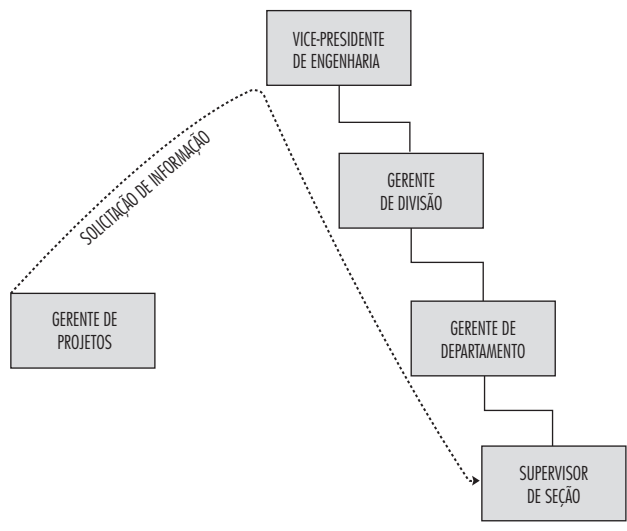 VICE-PRESIDENTE
DE ENGENHARIA
SOLICITAÇÃO DE INFORMAÇÃO
GERENTE
DE DIVISÃO
GERENTE DE
PROJETOS
GERENTE DE
DEPARTAMENTO
SUPERVISOR
DE SEÇÃO